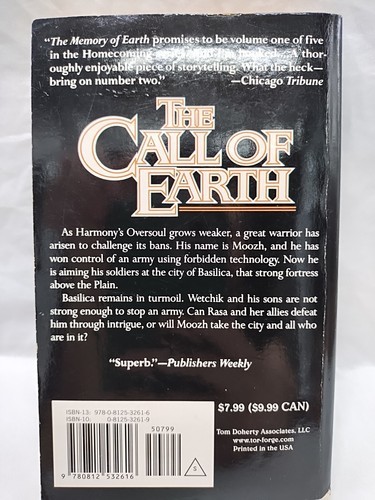 “The Memory of Earth promises to be volume one of five
in the Homecoming hooked... A thor-
oughly enjoyable piece of storytelling. What the heck—
bring on number two.” —Chicago Tribune
THE
CALL OF
EARTH
As Harmony's Oversoul grows weaker, a great warrior has
arisen to challenge its bans. His name is Moozh, and he has
won control of an army using forbidden technology. Now he
is aiming his soldiers at the city of Basilica, that strong fortress
above the Plain.
Basilica remains in turmoil. Wetchik and his sons are not
strong enough to stop an army. Can Rasa and her allies defeat
him through intrigue, or will Moozh take the city and all who
are in it?
“Superb.”—Publishers Weekly
ISBN-13: 978-0-8125-3261-6
ISBN-10: 0-8125-3261-9
50799
9 780812 532616
S
$7.99 ($9.99 CAN)
Tom Doherty Associates, LLC
www.tor-forge.com
Printed in the USA